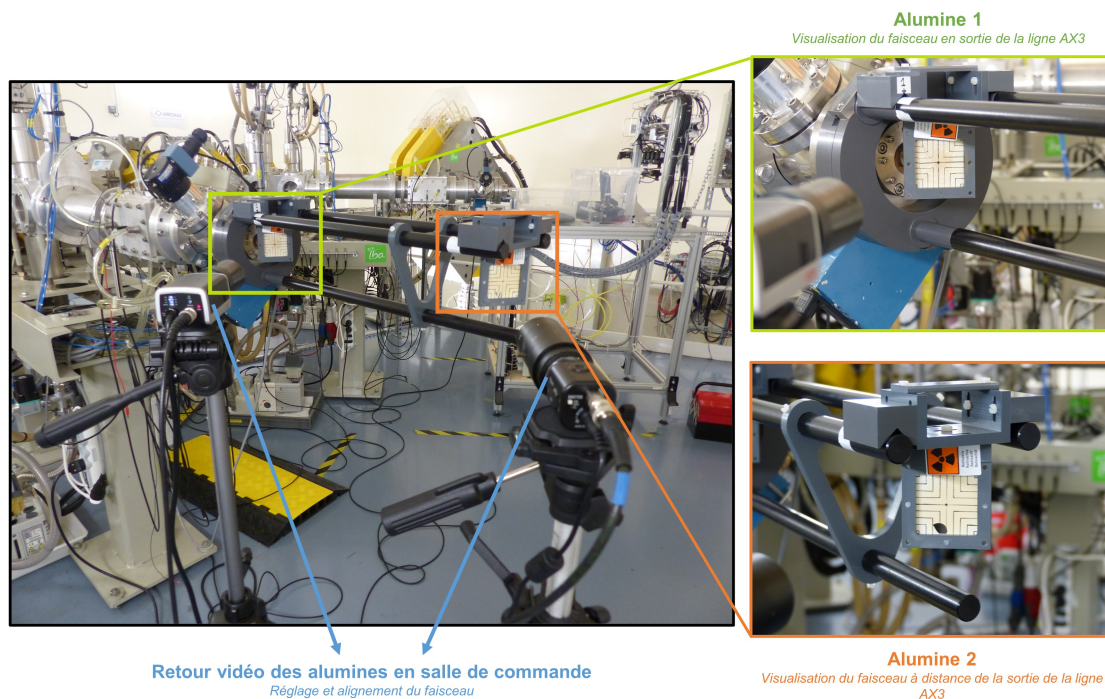 Alumine 1
Visualisation du faisceau en sortie de la ligne AX3
iba
Retour vidéo des alumines en salle de commande
Réglage et alignement du faisceau
Alumine 2
Visualisation du faisceau à distance de la sortie de la ligne
AX3